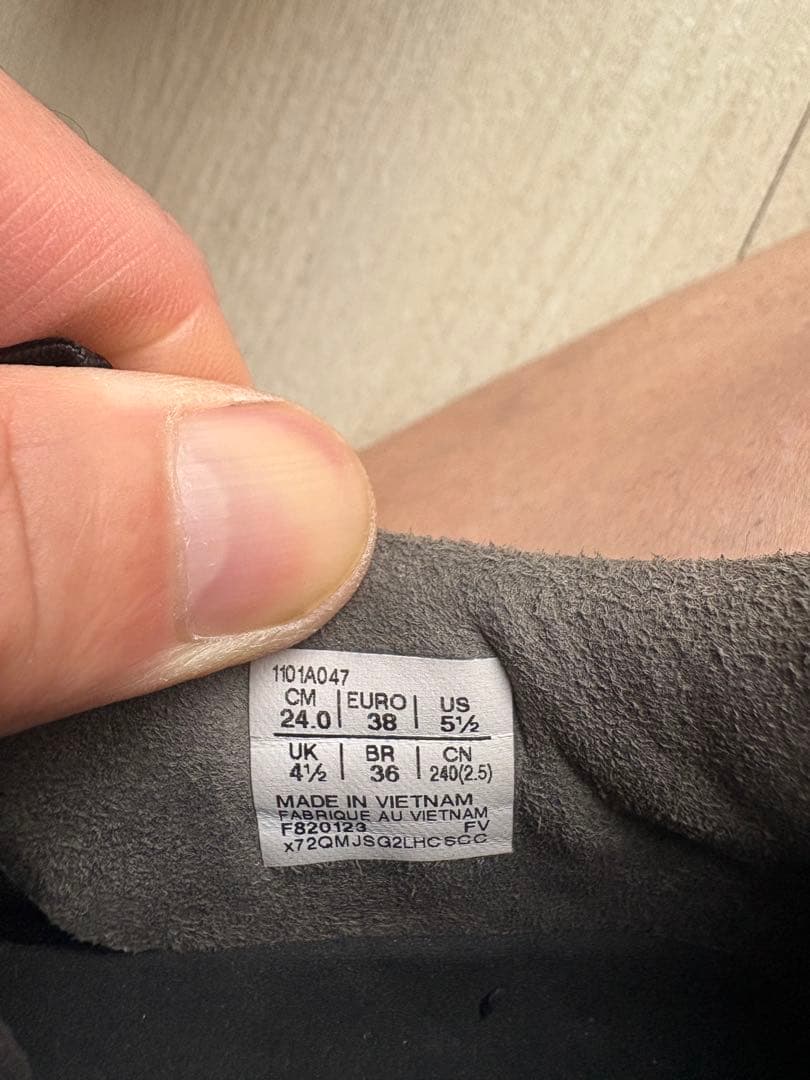 1101A047
CM | EURO | US
24.0 | 38 | 5½
UK | BR | CN
4½ | 36 | 240(2.5)
MADE IN VIETNAM
FABRIQUE AU VIETNAM
F820123 FV
x72QMJSG2LHCSCC